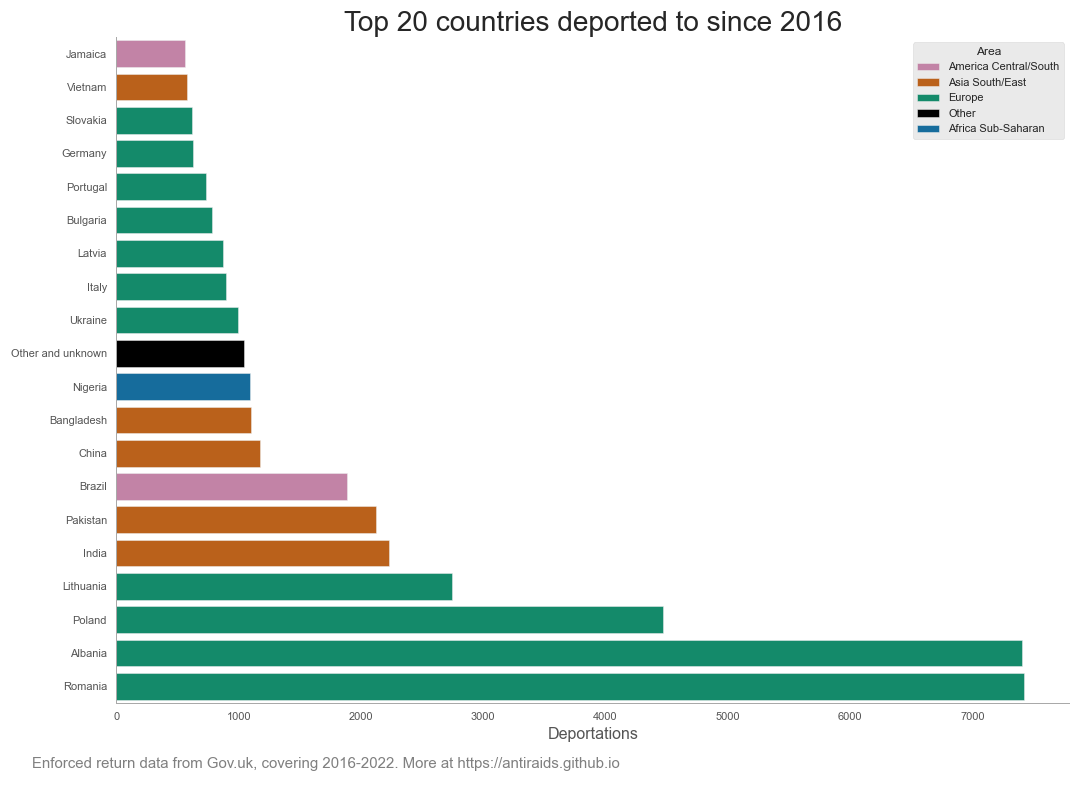 Top 20 countries deported to since 2016
Area
America Central/South
Asia South/East
Europe
Other
Africa Sub-Saharan
Jamaica
Vietnam
Slovakia
Germany
Portugal
Bulgaria
Latvia
Italy
Ukraine
Other and unknown
Nigeria
Bangladesh
China
Brazil
Pakistan
India
Lithuania
Poland
Albania
Romania
0 1000 2000 3000 4000 5000 6000 7000
Deportations
Enforced return data from Gov.uk, covering 2016-2022. More at https://antiraids.github.io